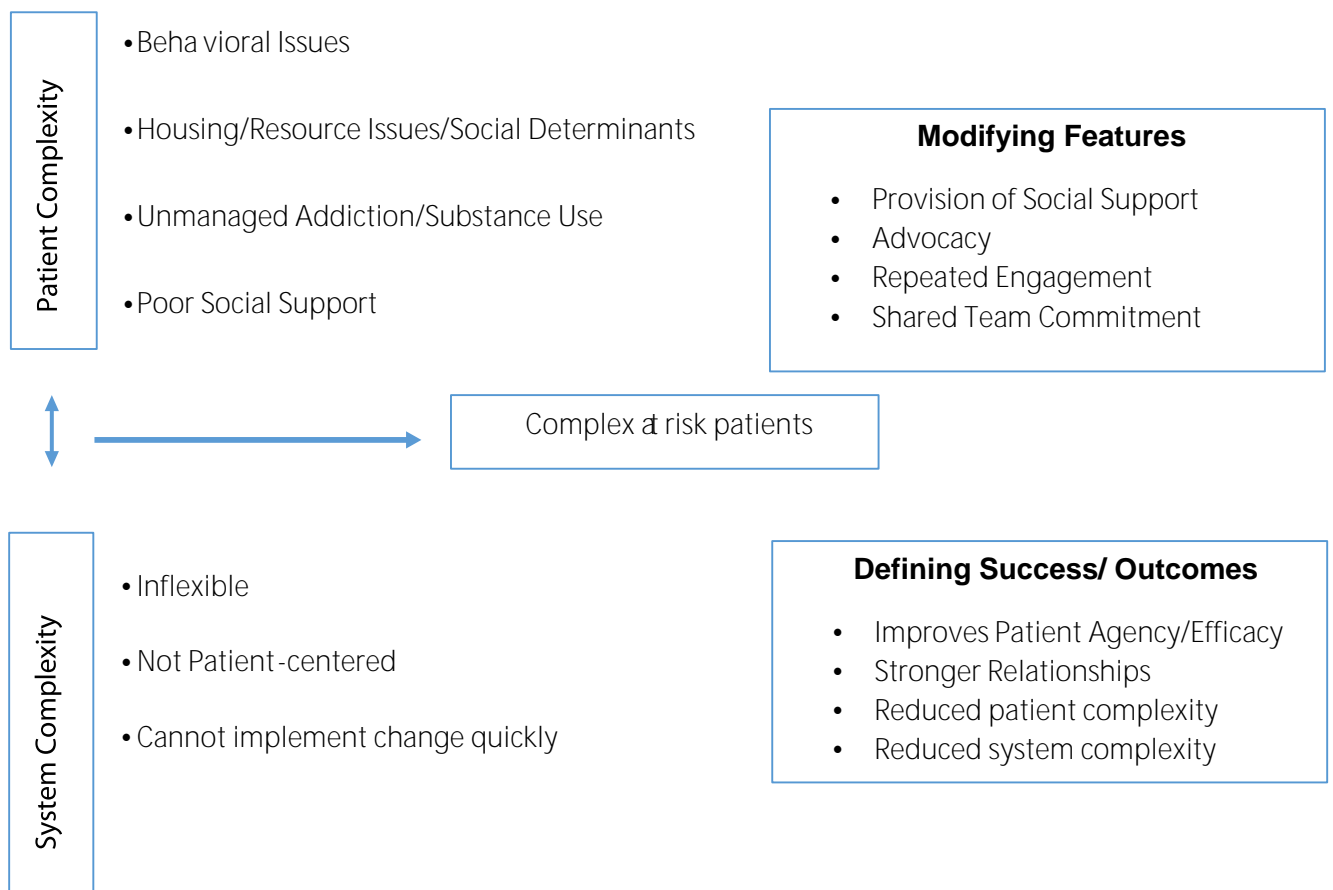 Patient Complexity
•Beha vioral Issues
•Housing/Resource Issues/Social Determinants
•Unmanaged Addiction/Substance Use
•Poor Social Support
Modifying Features
• Provision of Social Support
• Advocacy
• Repeated Engagement
• Shared Team Commitment
Complex at risk patients
System Complexity
•Inflexible
•Not Patient-centered
•Cannot implement change quickly
Defining Success/ Outcomes
• Improves Patient Agency/Efficacy
• Stronger Relationships
• Reduced patient complexity
• Reduced system complexity